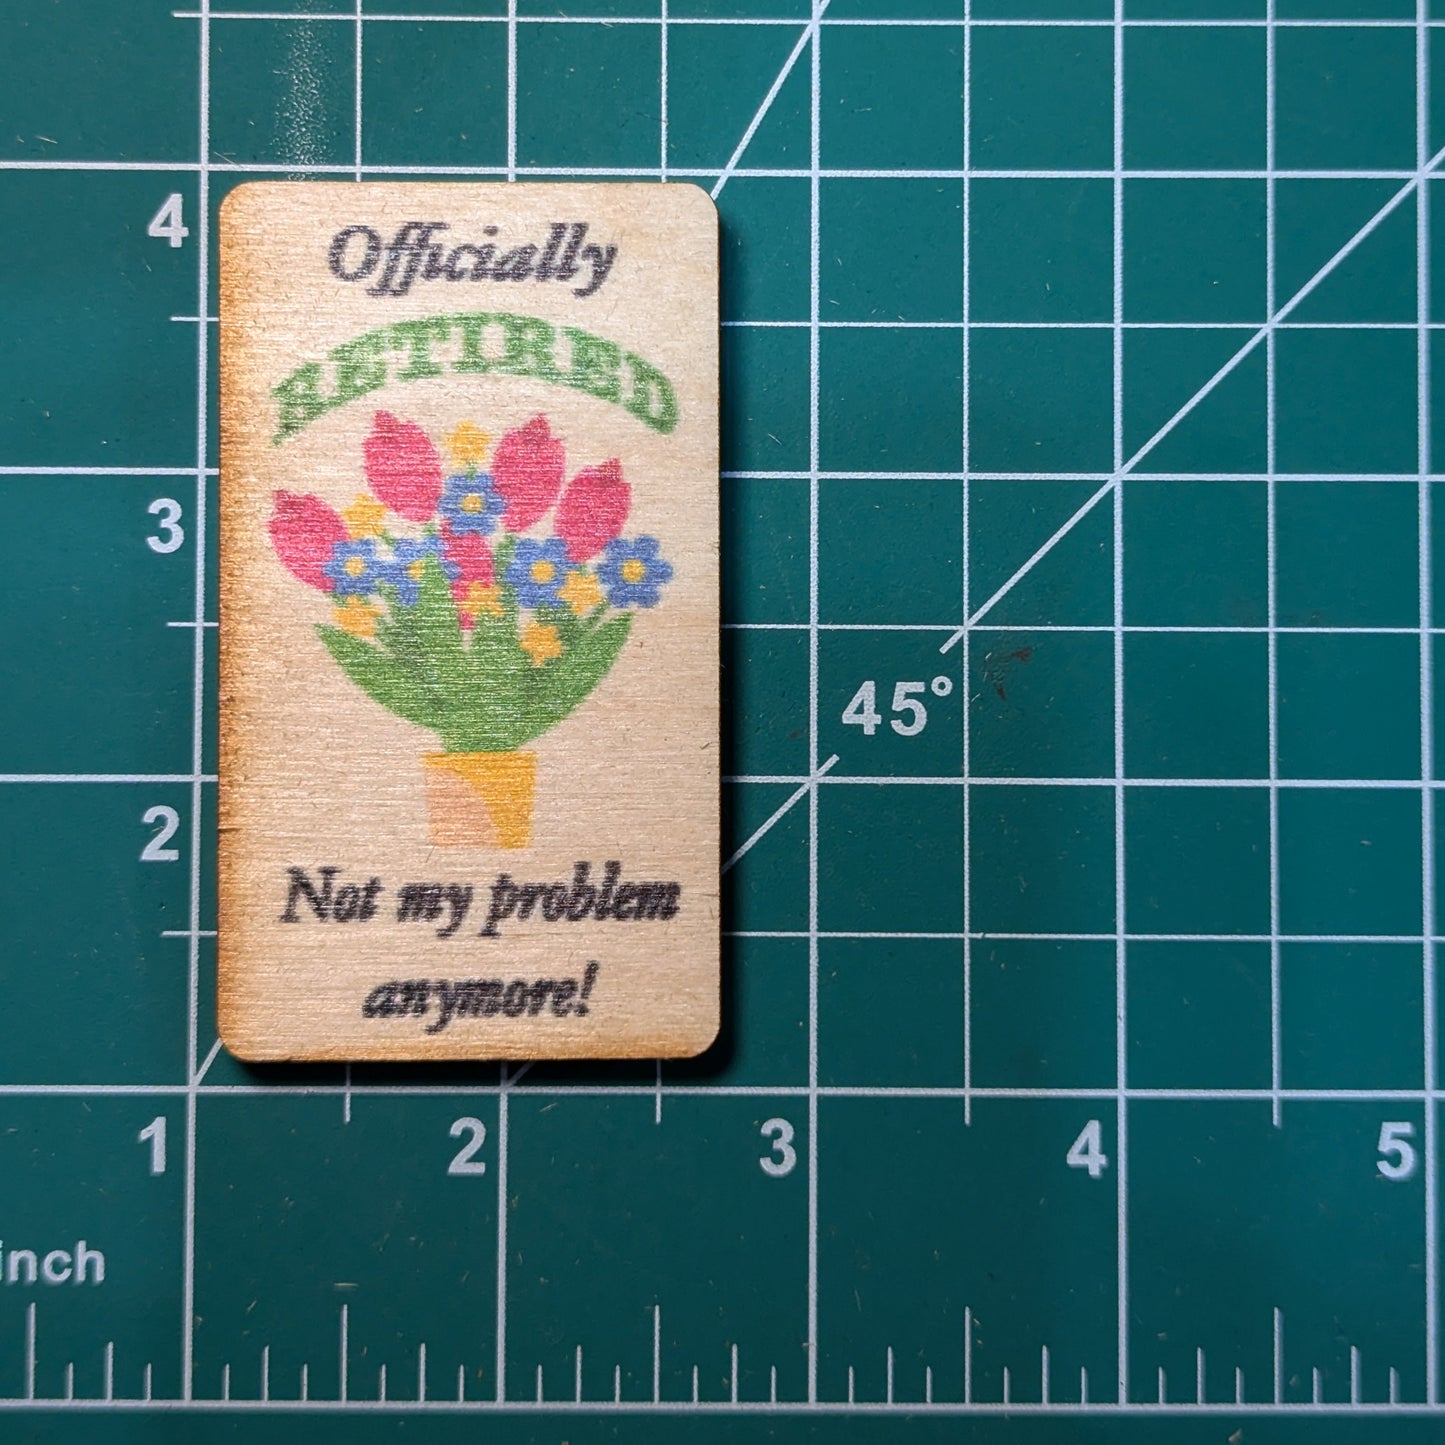 Officially
RETIRED
Not my problem
anymore!
4
3
2
45°
1 2 3 4 5
inch